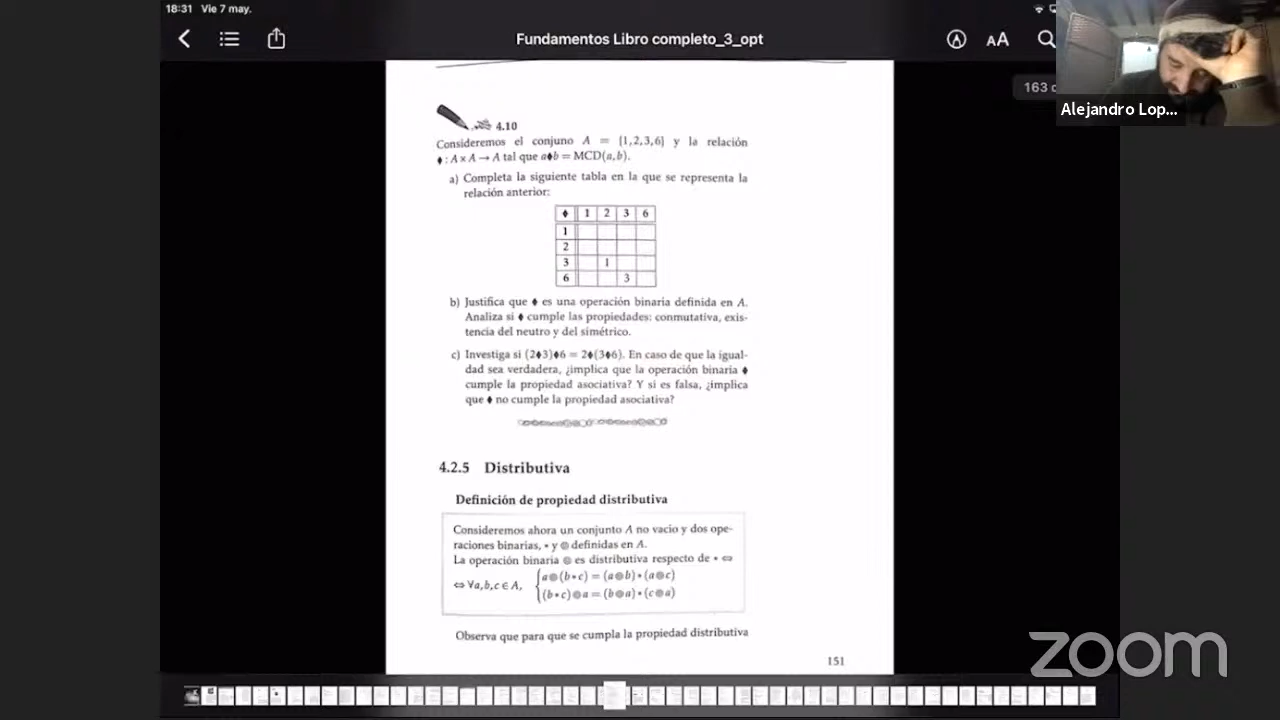 18:31 Vie 7 may.
Fundamentos Libro completo_3_opt
AA
163
Alejandro Lop...
4.10
Consideremos el conjuno A = {1,2,3,6} y la relación
♦: A × A → A tal que a♦b = MCD(a,b).
a) Completa la siguiente tabla en la que se representa la
relación anterior:
♦ 1 2 3 6
1
2
3 1
6 3
b) Justifica que ♦ es una operación binaria definida en A.
Analiza si ♦ cumple las propiedades: conmutativa, exis-
tencia del neutro y del simétrico.
c) Investiga si (2♦3)♦6 = 2♦(3♦6). En caso de que la igual-
dad sea verdadera, ¿implica que la operación binaria ♦
cumple la propiedad asociativa? Y si es falsa, ¿implica
que ♦ no cumple la propiedad asociativa?
4.2.5 Distributiva
Definición de propiedad distributiva
Consideremos ahora un conjunto A no vacio y dos ope-
raciones binarias, * y ⊚ definidas en A.
La operación binaria ⊚ es distributiva respecto de * ⇔
⇔ ∀a,b,c ∈ A, { a⊚(b*c) = (a⊚b)*(a⊚c)
(b*c)⊚a = (b⊚a)*(c⊚a)
Observa que para que se cumpla la propiedad distributiva
151
zoom